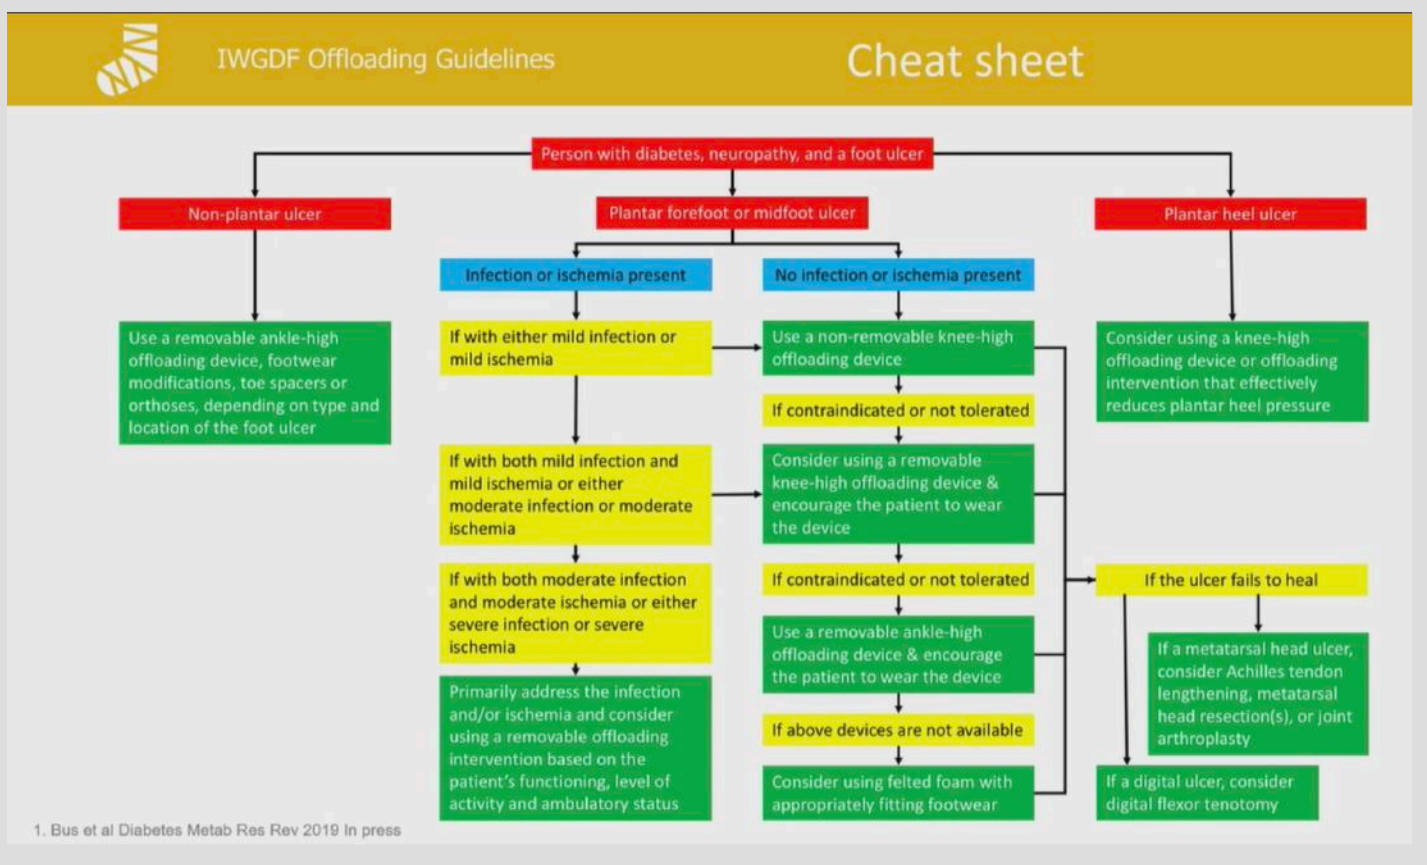 IWGDF Offloading Guidelines
Cheat sheet
Person with diabetes, neuropathy, and a foot ulcer
Non-plantar ulcer
Plantar forefoot or midfoot ulcer
Plantar heel ulcer
Infection or ischemia present
No infection or ischemia present
Use a removable ankle-high
offloading device, footwear
modifications, toe spacers or
orthoses, depending on type and
location of the foot ulcer
If with either mild infection or
mild ischemia
If with both mild infection and
mild ischemia or either
moderate infection or moderate
ischemia
If with both moderate infection
and moderate ischemia or either
severe infection or severe
ischemia
Primarily address the infection
and/or ischemia and consider
using a removable offloading
intervention based on the
patient's functioning, level of
activity and ambulatory status
Use a non-removable knee-high
offloading device
If contraindicated or not tolerated
Consider using a removable
knee-high offloading device &
encourage the patient to wear
the device
If contraindicated or not tolerated
Use a removable ankle-high
offloading device & encourage
the patient to wear the device
If above devices are not available
Consider using felted foam with
appropriately fitting footwear
Consider using a knee-high
offloading device or offloading
intervention that effectively
reduces plantar heel pressure
If the ulcer fails to heal
If a metatarsal head ulcer,
consider Achilles tendon
lengthening, metatarsal
head resection(s), or joint
arthroplasty
If a digital ulcer, consider
digital flexor tenotomy
1. Bus et al Diabetes Metab Res Rev 2019 In press